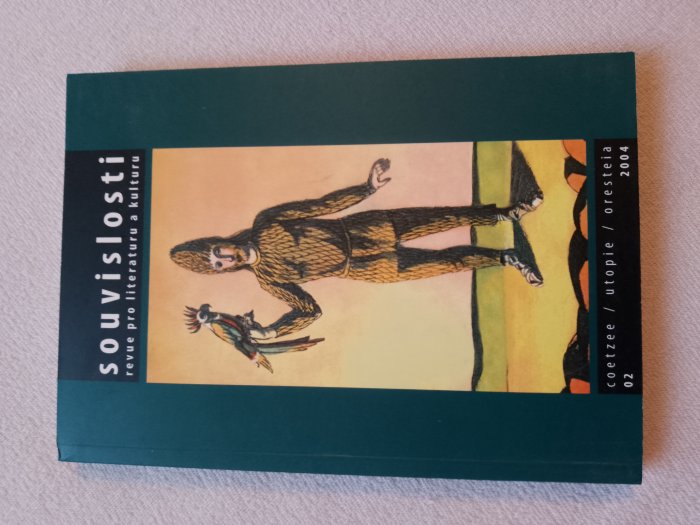 souvislosti
revue pro literaturu a kulturu
coetzee / utopie / oresteia
02 2004